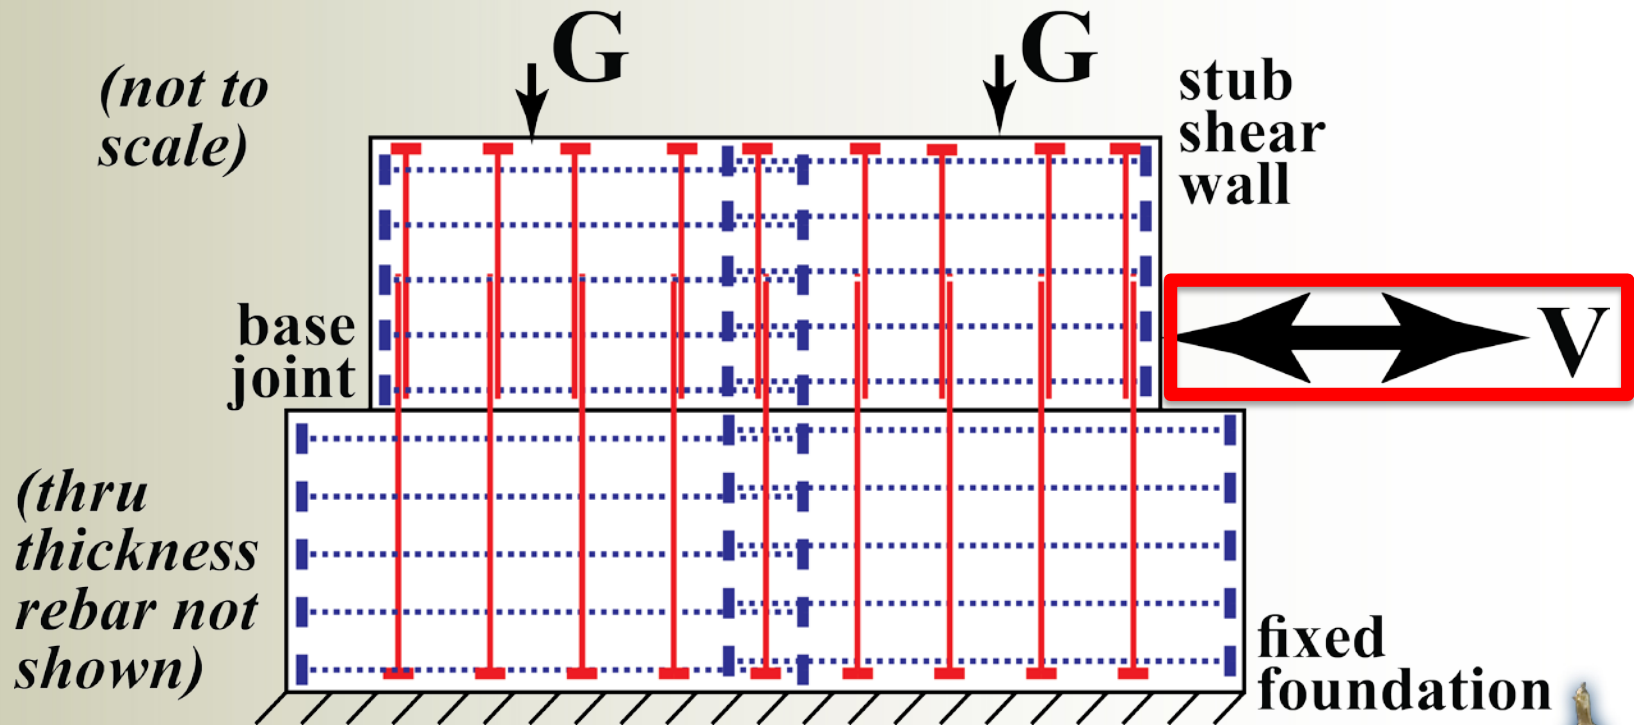 G
G
(not to
scale)
stub
shear
wall
base
joint
V
(thru
thickness
rebar not
shown)
fixed
foundation